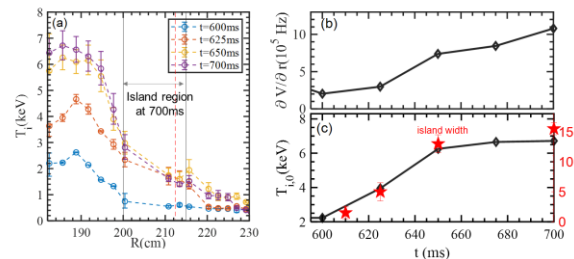 (a)
t=600ms
t=625ms
t=650ms
t=700ms
Island region
at 700ms
T_i(keV)
8
7
6
5
4
3
2
1
0
190
200
210
220
230
R(cm)
(b)
∂ V/∂ r(10^5 Hz)
10
5
0
(c)
island width
T_i,0(keV)
8
6
4
2
15
10
5
0
600
620
640
660
680
700
t (ms)